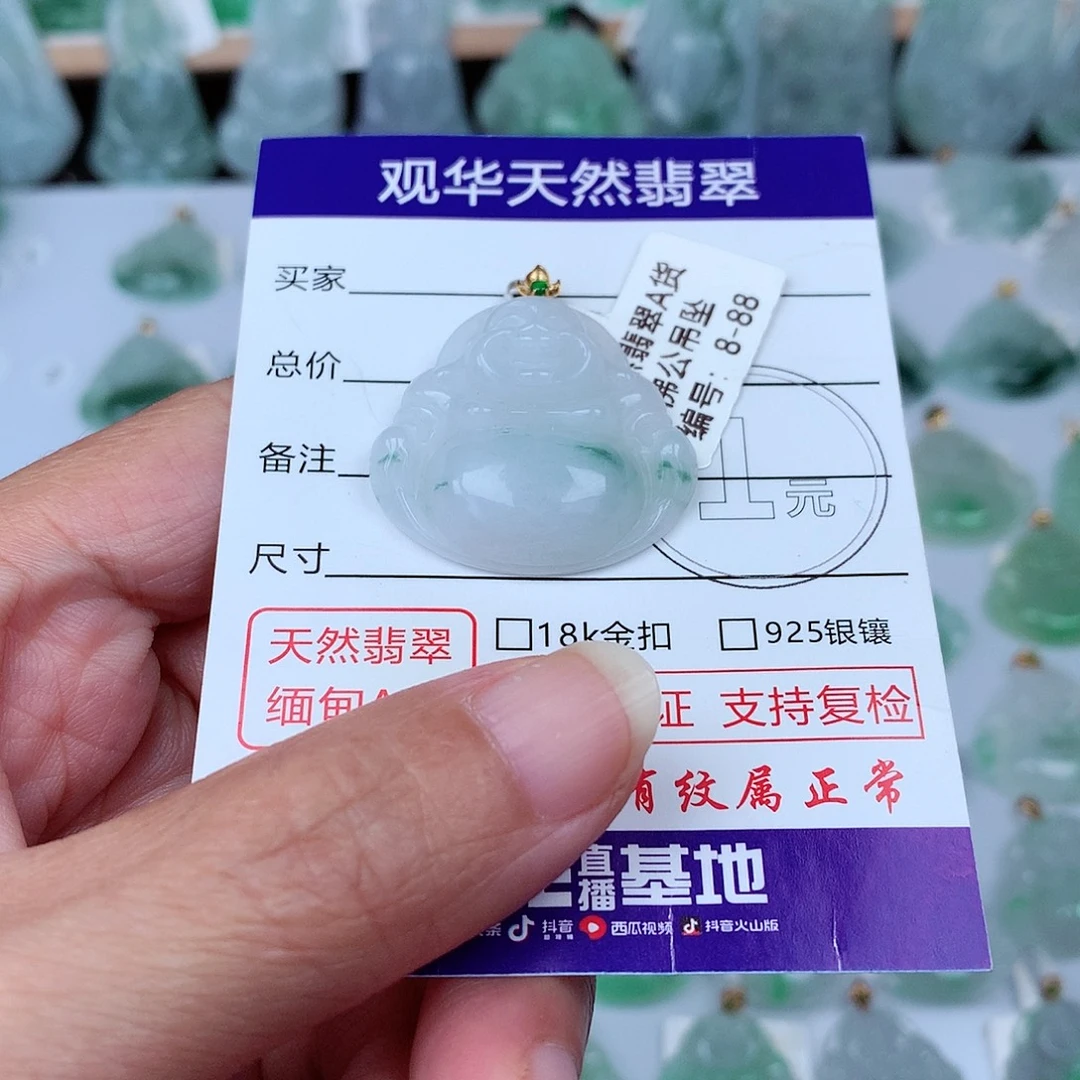 观华天然翡翠
买家
总价
备注
尺寸
翡翠A货
佛公吊坠
编号: 8-88
1元
天然翡翠
缅甸
18k金扣
925银镶
证 支持复检
有纹属正常
直播基地
抖音 西瓜视频 抖音火山版